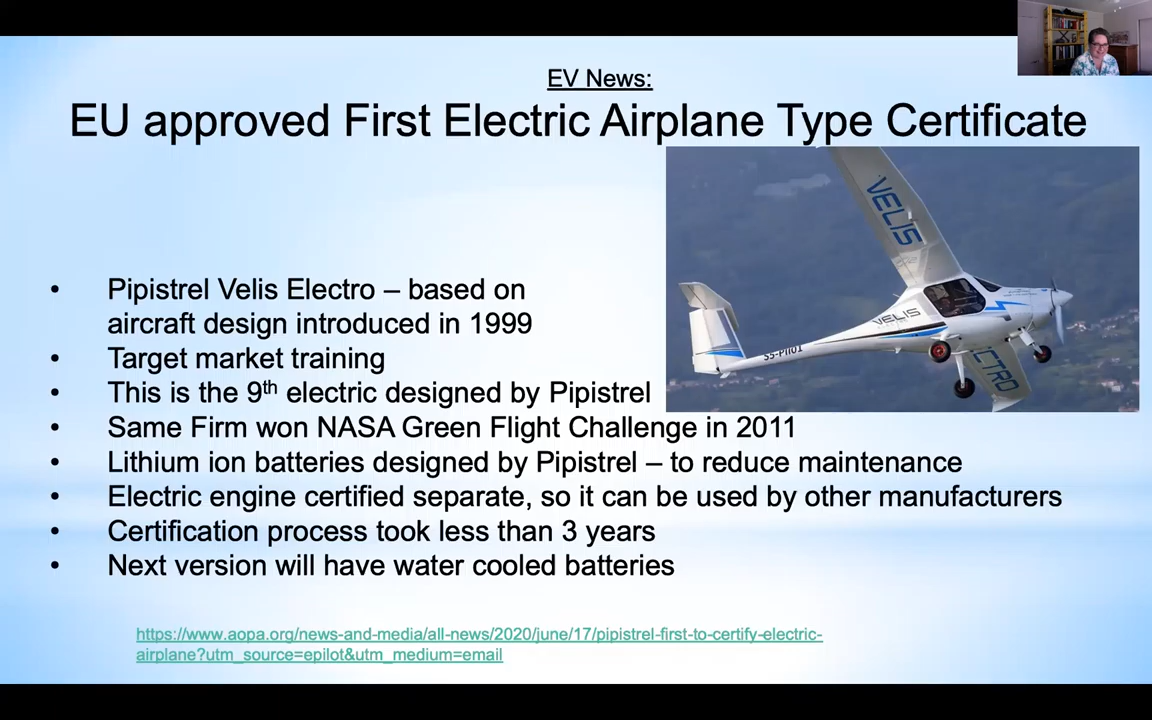 EV News:
EU approved First Electric Airplane Type Certificate
VELIS
VELIS
CTRO
• Pipistrel Velis Electro – based on
aircraft design introduced in 1999
• Target market training
• This is the 9th electric designed by Pipistrel
• Same Firm won NASA Green Flight Challenge in 2011
• Lithium ion batteries designed by Pipistrel – to reduce maintenance
• Electric engine certified separate, so it can be used by other manufacturers
• Certification process took less than 3 years
• Next version will have water cooled batteries
https://www.aopa.org/news-and-media/all-news/2020/june/17/pipistrel-first-to-certify-electric-
airplane?utm_source=epilot&utm_medium=email